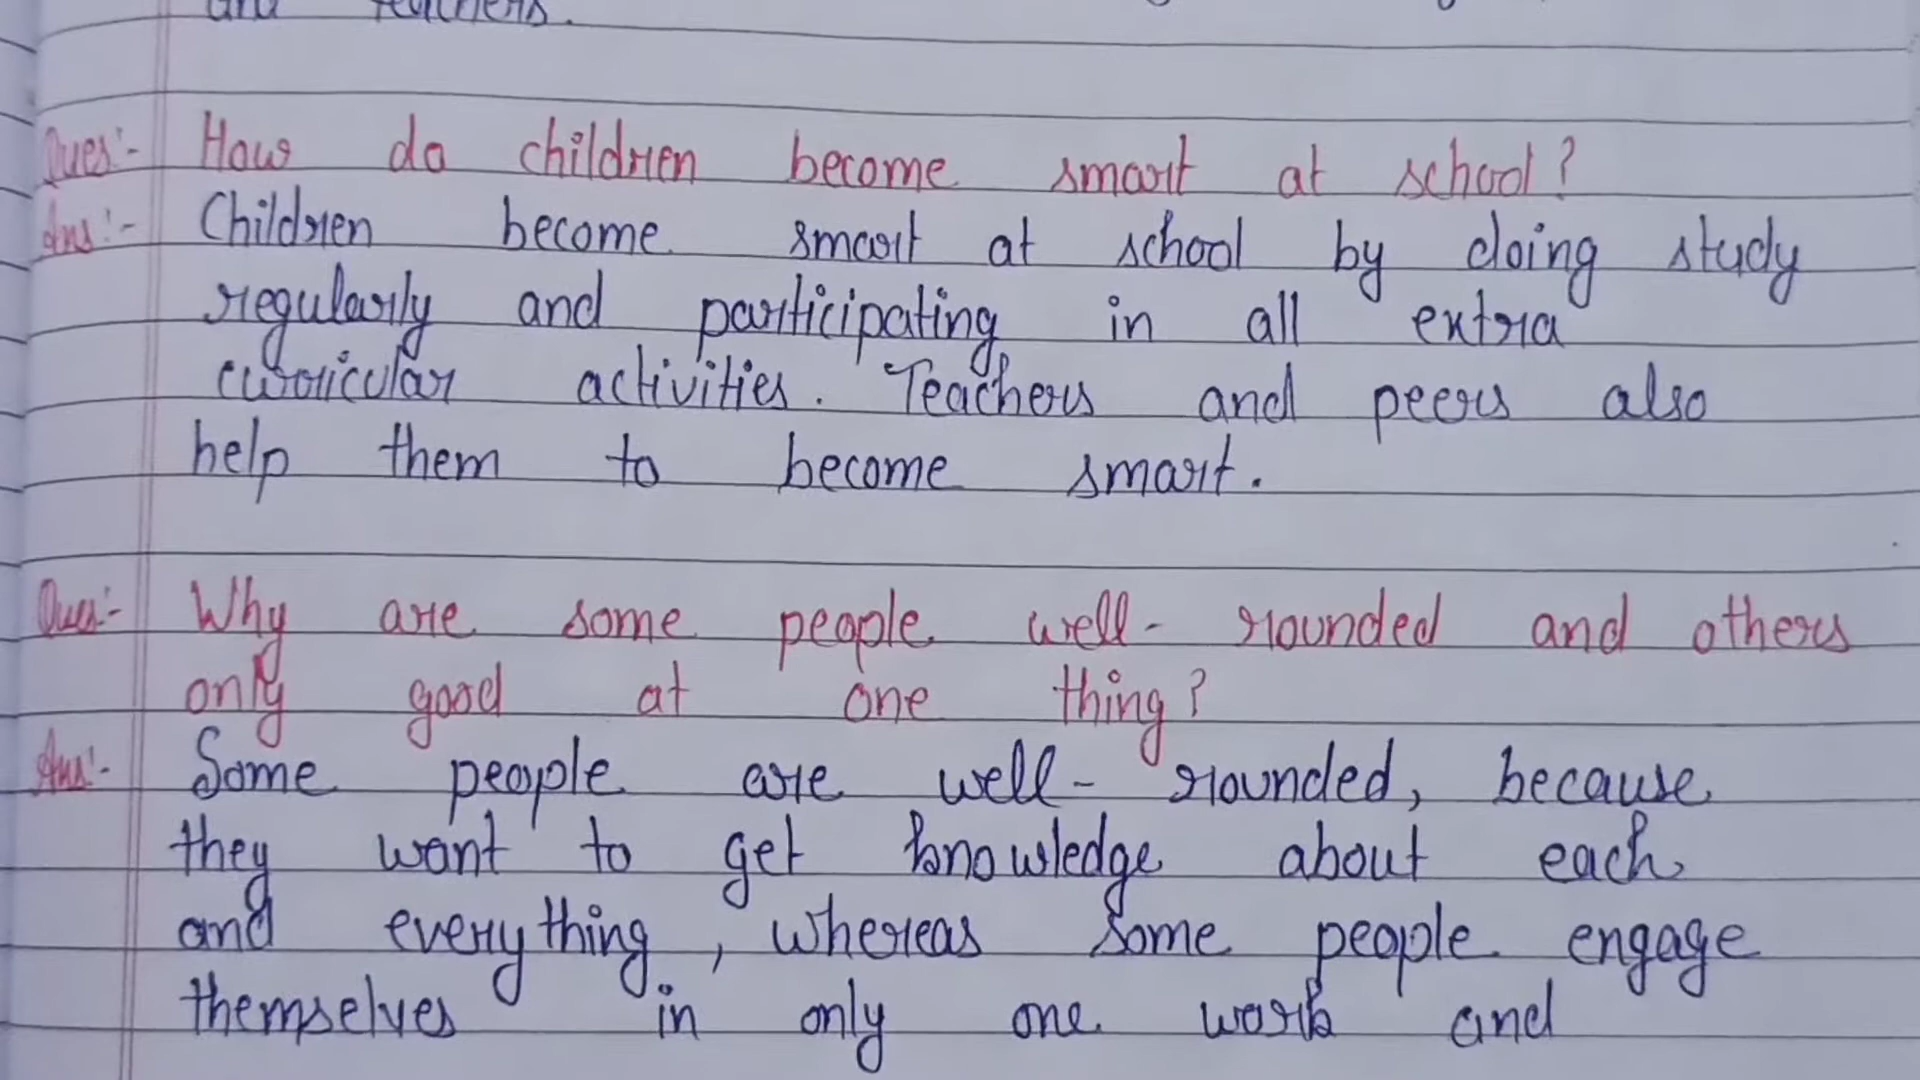 and teachers.
Ques:- How do children become smart at school?
Ans:- Children become smart at school by doing study
regularly and participating in all extra
curricular activities. Teachers and peers also
help them to become smart.
Ques:- Why are some people well- rounded and others
only good at one thing?
Ans:- Some people are well- rounded, because
they want to get knowledge about each
and everything, whereas some people engage
themselves in only one work and